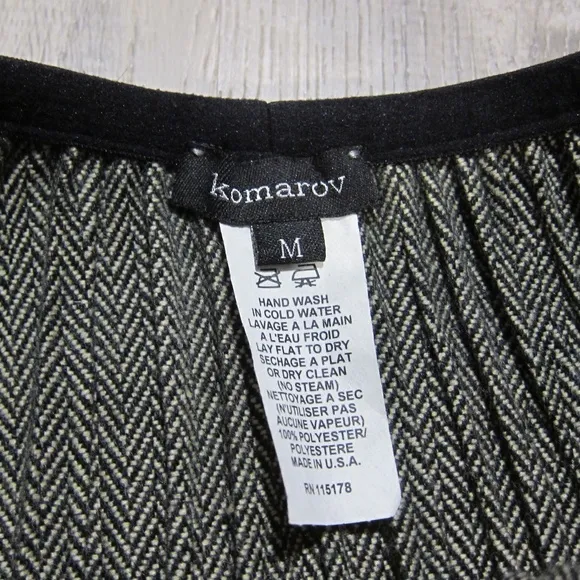 komarov
M
HAND WASH
IN COLD WATER
LAVAGE A LA MAIN
A L'EAU FROID
LAY FLAT TO DRY
SECHAGE A PLAT
OR DRY CLEAN
(NO STEAM)
NETTOYAGE A SEC
(N'UTILISER PAS
AUCUNE VAPEUR)
100% POLYESTER/
POLYESTERE
MADE IN U.S.A.
RN 115178